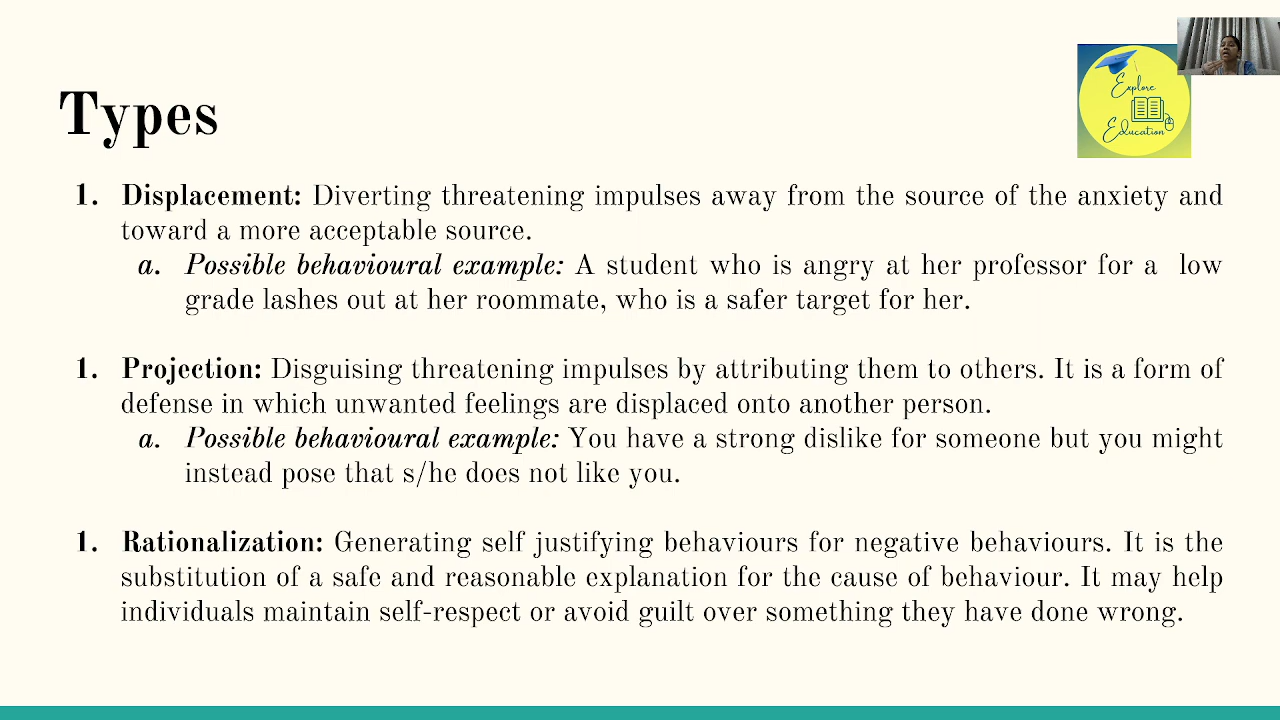 Explore
Education
Types
1. Displacement: Diverting threatening impulses away from the source of the anxiety and
toward a more acceptable source.
a. Possible behavioural example: A student who is angry at her professor for a low
grade lashes out at her roommate, who is a safer target for her.
1. Projection: Disguising threatening impulses by attributing them to others. It is a form of
defense in which unwanted feelings are displaced onto another person.
a. Possible behavioural example: You have a strong dislike for someone but you might
instead pose that s/he does not like you.
1. Rationalization: Generating self justifying behaviours for negative behaviours. It is the
substitution of a safe and reasonable explanation for the cause of behaviour. It may help
individuals maintain self-respect or avoid guilt over something they have done wrong.